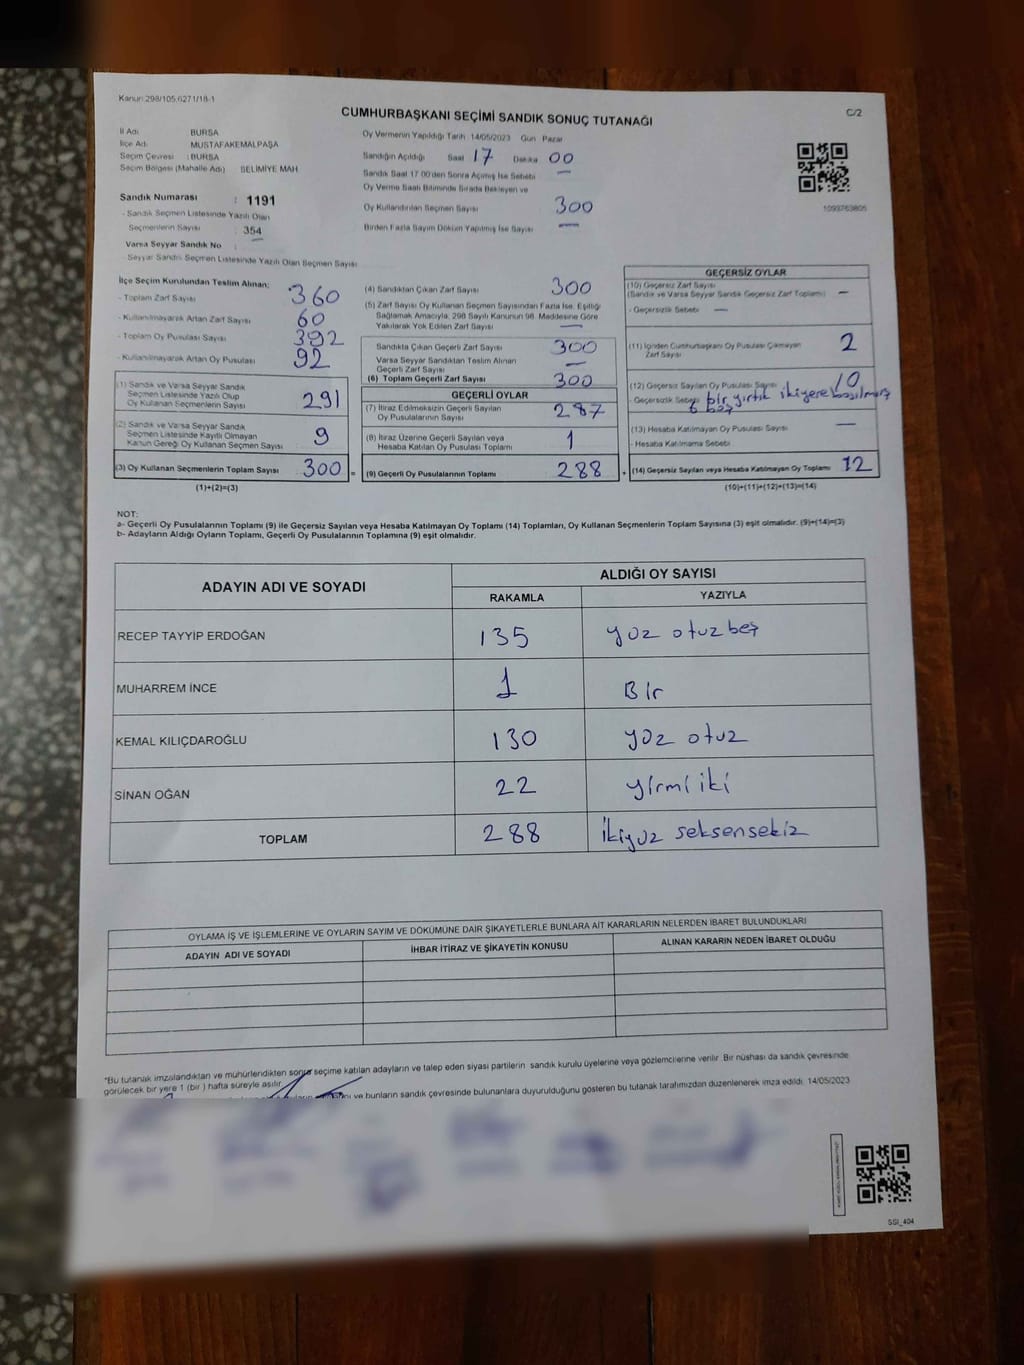 Kanun:298/105,6271/18-1
C/2
CUMHURBAŞKANI SEÇİMİ SANDIK SONUÇ TUTANAĞI
İl Adı : BURSA
İlçe Adı : MUSTAFAKEMALPAŞA
Seçim Çevresi : BURSA
Seçim Bölgesi (Mahalle Adı) SELİMİYE MAH
Sandık Numarası : 1191
- Sandık Seçmen Listesinde Yazılı Olan
Seçmenlerin Sayısı : 354
Varsa Seyyar Sandık No :
- Seyyar Sandık Seçmen Listesinde Yazılı Olan Seçmen Sayısı
Oy Vermenin Yapıldığı Tarih :14/05/2023 Gün Pazar
Sandığın Açıldığı Saat 17 Dakika 00
Sandık Saat 17.00'den Sonra Açımış İse Sebebi —
Oy Verme Saati Bitiminde Sırada Bekleyen ve
Oy Kullandırılan Seçmen Sayısı 300
Birden Fazla Sayım Döküm Yapılmış İse Sayısı —
1093763805
İlçe Seçim Kurulundan Teslim Alınan;
- Toplam Zarf Sayısı 360
- Kullanılmayarak Artan Zarf Sayısı 60
- Toplam Oy Pusulası Sayısı 392
- Kullanılmayarak Artan Oy Pusulası 92
(1) Sandık ve Varsa Seyyar Sandık
Seçmen Listesinde Yazılı Olup
Oy Kullanan Seçmenlerin Sayısı 291
(2) Sandık ve Varsa Seyyar Sandık
Seçmen Listesinde Kayıtlı Olmayan
Kanun Gereği Oy Kullanan Seçmen Sayısı 9
(3) Oy Kullanan Seçmenlerin Toplam Sayısı 300 =
(1)+(2)=(3)
(4) Sandıktan Çıkan Zarf Sayısı 300
(5) Zarf Sayısı Oy Kullanan Seçmen Sayısından Fazla İse, Eşitliği
Sağlamak Amacıyla, 298 Sayılı Kanunun 98. Maddesine Göre
Yakılarak Yok Edilen Zarf Sayısı —
Sandıkta Çıkan Geçerli Zarf Sayısı 300
Varsa Seyyar Sandıktan Teslim Alınan
Geçerli Zarf Sayısı —
(6) Toplam Geçerli Zarf Sayısı 300
GEÇERLİ OYLAR
(7) İtiraz Edilmeksizin Geçerli Sayılan
Oy Pusulalarının Sayısı 287
(8) İtiraz Üzerine Geçerli Sayılan veya
Hesaba Katılan Oy Pusulası Toplamı 1
(9) Geçerli Oy Pusulalarının Toplamı 288 +
GEÇERSİZ OYLAR
(10) Geçersiz Zarf Sayısı
(Sandık ve Varsa Seyyar Sandık Geçersiz Zarf Toplamı) —
- Geçersizlik Sebebi —
(11) İçinden Cumhurbaşkanı Oy Pusulası Çıkmayan
Zarf Sayısı 2
(12) Geçersiz Sayılan Oy Pusulası Sayısı 10
- Geçersizlik Sebebi bir yırtık ikiyere basılmış
6 boş
(13) Hesaba Katılmayan Oy Pusulası Sayısı —
- Hesaba Katılmama Sebebi
(14) Geçersiz Sayılan veya Hesaba Katılmayan Oy Toplamı 12
(10)+(11)+(12)+(13)=(14)
NOT:
a- Geçerli Oy Pusulalarının Toplamı (9) ile Geçersiz Sayılan veya Hesaba Katılmayan Oy Toplamı (14) Toplamları, Oy Kullanan Seçmenlerin Toplam Sayısına (3) eşit olmalıdır. (9)+(14)=(3)
b- Adayların Aldığı Oyların Toplamı, Geçerli Oy Pusulalarının Toplamına (9) eşit olmalıdır.
ADAYIN ADI VE SOYADI ALDIĞI OY SAYISI
RAKAMLA YAZIYLA
RECEP TAYYİP ERDOĞAN 135 yüz otuzbeş
MUHARREM İNCE 1 Bir
KEMAL KILIÇDAROĞLU 130 yüz otuz
SİNAN OĞAN 22 yirmi iki
TOPLAM 288 ikiyüz seksensekiz
OYLAMA İŞ VE İŞLEMLERİNE VE OYLARIN SAYIM VE DÖKÜMÜNE DAİR ŞİKAYETLERLE BUNLARA AİT KARARLARIN NELERDEN İBARET BULUNDUKLARI
ADAYIN ADI VE SOYADI İHBAR İTİRAZ VE ŞİKAYETİN KONUSU ALINAN KARARIN NEDEN İBARET OLDUĞU
*Bu tutanak imzalandıktan ve mühürlendikten sonra seçime katılan adayların ve talep eden siyasi partilerin sandık kurulu üyelerine veya gözlemcilerine verilir. Bir nüshası da sandık çevresinde
görülecek bir yere 1 (bir ) hafta süreyle asılır.
ve bunların sandık çevresinde bulunanlara duyurulduğunu gösteren bu tutanak tarafımızdan düzenlenerek imza edildi. 14/05/2023
SSI_404